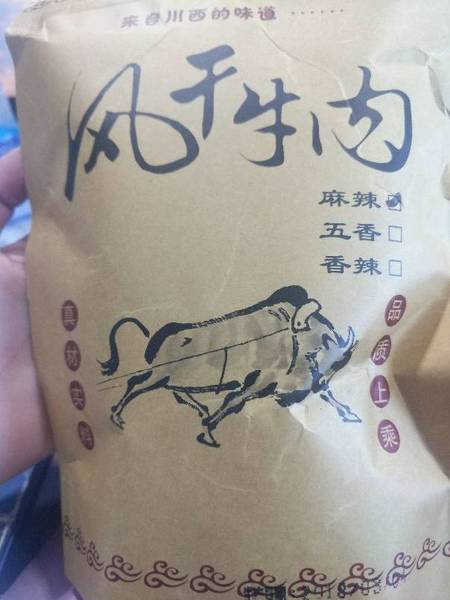 来自川西的味道 ······
风干牛肉
麻辣
五香
香辣
真材实料
品质上乘